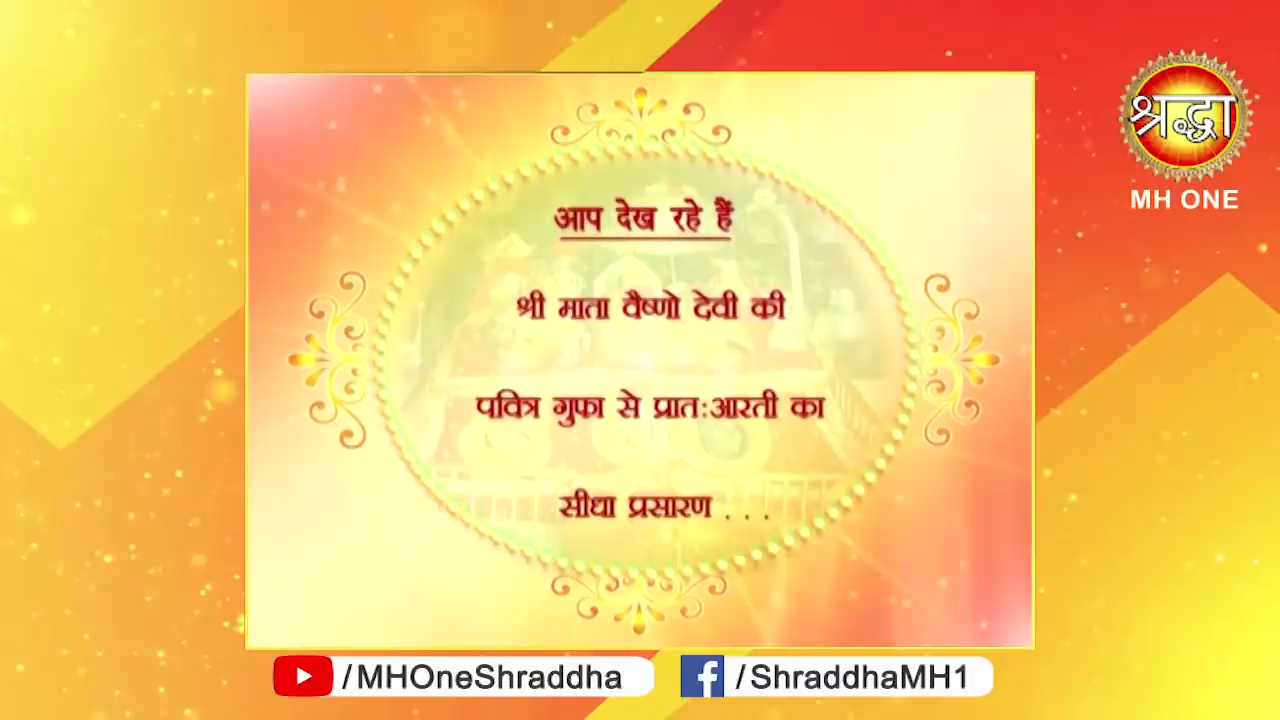 श्रद्धा
MH ONE
आप देख रहे हैं
श्री माता वैष्णो देवी की
पवित्र गुफा से प्रातःआरती का
सीधा प्रसारण . . .
/MHOneShraddha
/ShraddhaMH1